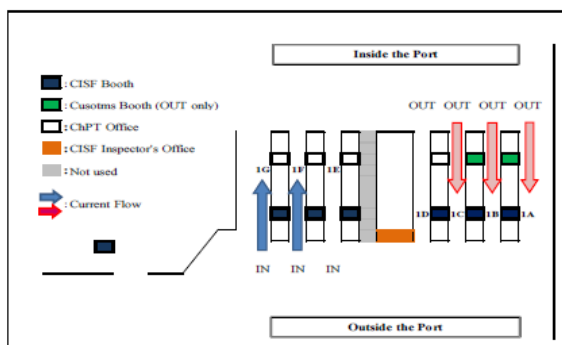 Inside the Port
: CISF Booth
: Cusotms Booth (OUT only)
: ChPT Office
: CISF Inspector's Office
: Not used
: Current Flow
OUT OUT OUT OUT
1G 1F 1E
1D 1C 1B 1A
IN IN IN
Outside the Port